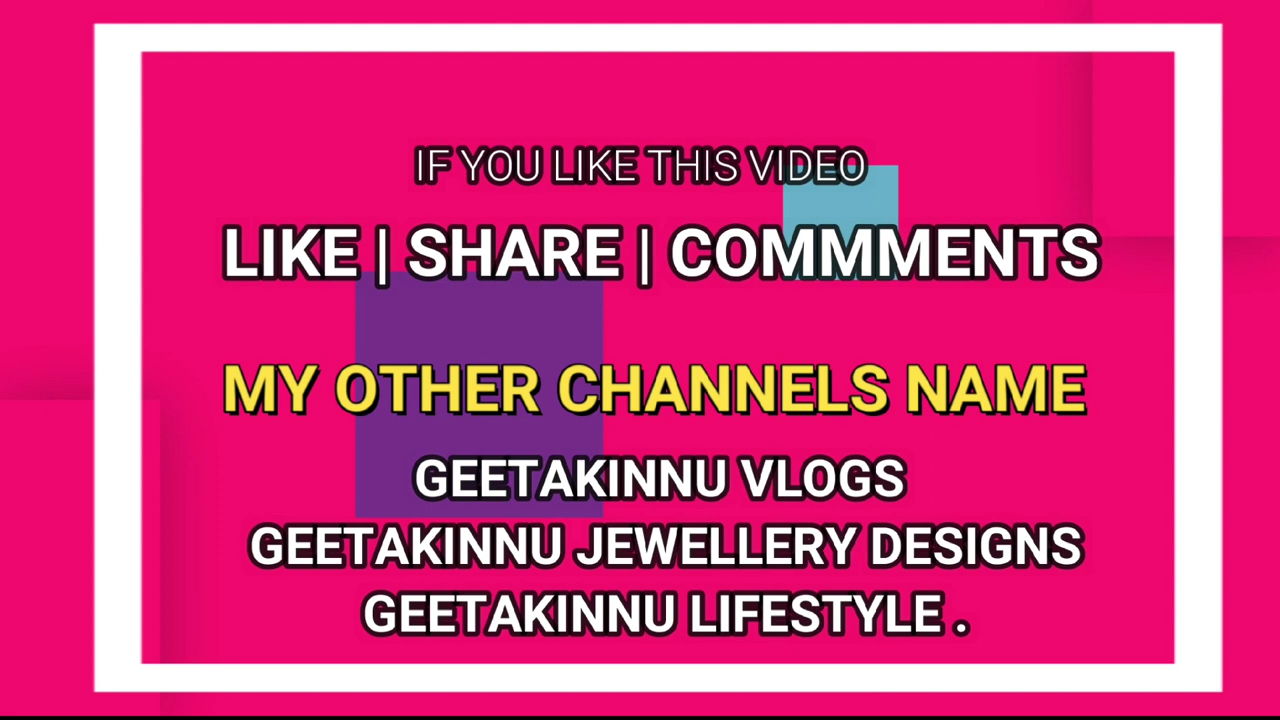 IF YOU LIKE THIS VIDEO
LIKE | SHARE | COMMMENTS
MY OTHER CHANNELS NAME
GEETAKINNU VLOGS
GEETAKINNU JEWELLERY DESIGNS
GEETAKINNU LIFESTYLE .